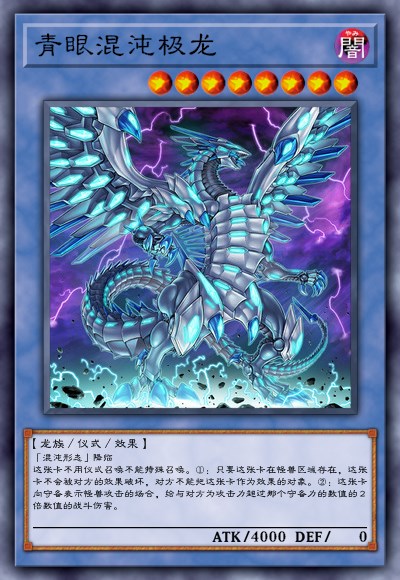 青眼混沌极龙
やみ
闇
【龙族／仪式／效果】
「混沌形态」降临
这张卡不用仪式召唤不能特殊召唤。①：只要这张卡在怪兽区域存在，这张
卡不会被对方的效果破坏，对方不能把这张卡作为效果的对象。②：这张卡
向守备表示怪兽攻击的场合，给与对方为攻击力超过那个守备力的数值的2
倍数值的战斗伤害。
ATK/4000 DEF/ 0